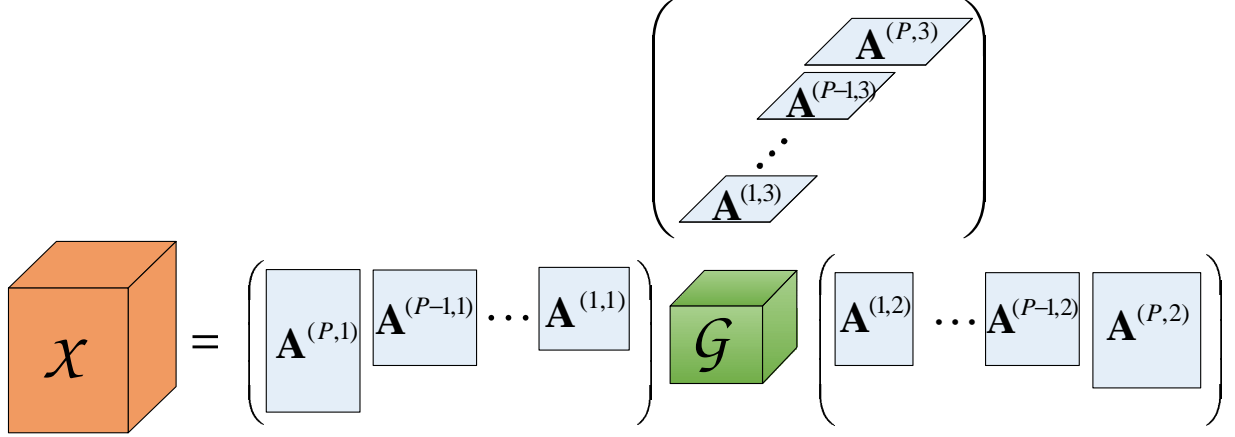 A^(P,3)
A^(P−1,3)
⋰
A^(1,3)
X = (A^(P,1) A^(P−1,1) ⋯ A^(1,1)) G (A^(1,2) ⋯ A^(P−1,2) A^(P,2))